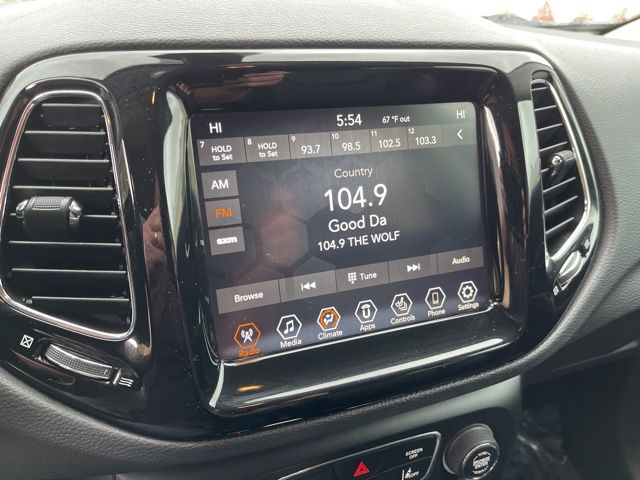 HI 5:54 67 °F out HI
7 HOLD to Set 8 HOLD to Set 9 93.7 10 98.5 11 102.5 12 103.3
AM
FM
SXM
Country
104.9
Good Da
104.9 THE WOLF
Browse Tune Audio
Radio Media Climate Apps Controls Phone Settings
SCREEN OFF
OFF